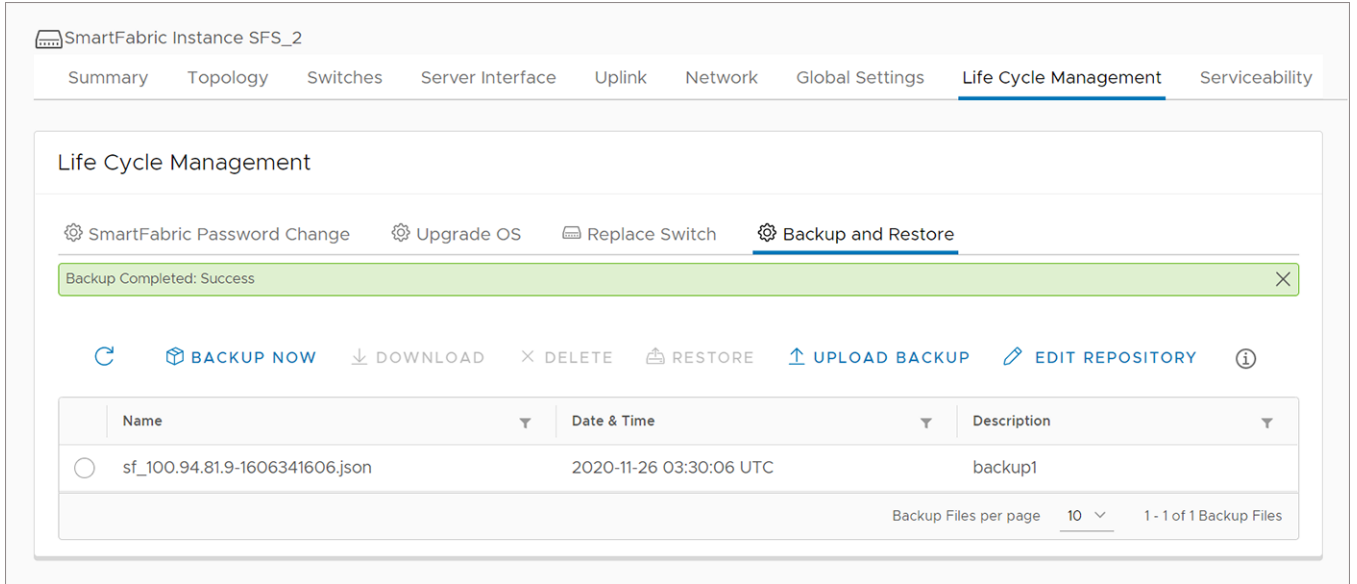 SmartFabric Instance SFS_2
Summary Topology Switches Server Interface Uplink Network Global Settings Life Cycle Management Serviceability
Life Cycle Management
SmartFabric Password Change Upgrade OS Replace Switch Backup and Restore
Backup Completed: Success
BACKUP NOW DOWNLOAD DELETE RESTORE UPLOAD BACKUP EDIT REPOSITORY
Name Date & Time Description
sf_100.94.81.9-1606341606.json 2020-11-26 03:30:06 UTC backup1
Backup Files per page 10 1 - 1 of 1 Backup Files